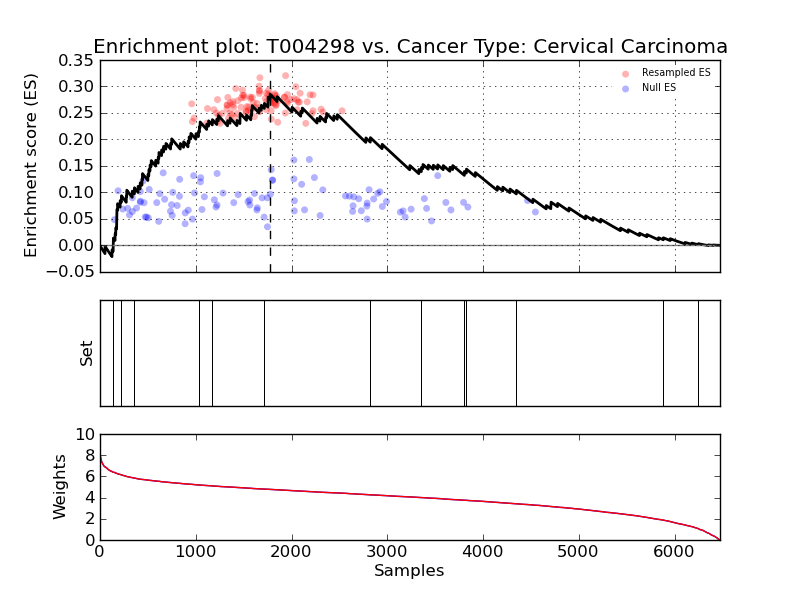 Enrichment plot: T004298 vs. Cancer Type: Cervical Carcinoma
Enrichment score (ES)
0.35
0.30
0.25
0.20
0.15
0.10
0.05
0.00
−0.05
Resampled ES
Null ES
Set
Weights
10
8
6
4
2
0
0 1000 2000 3000 4000 5000 6000
Samples